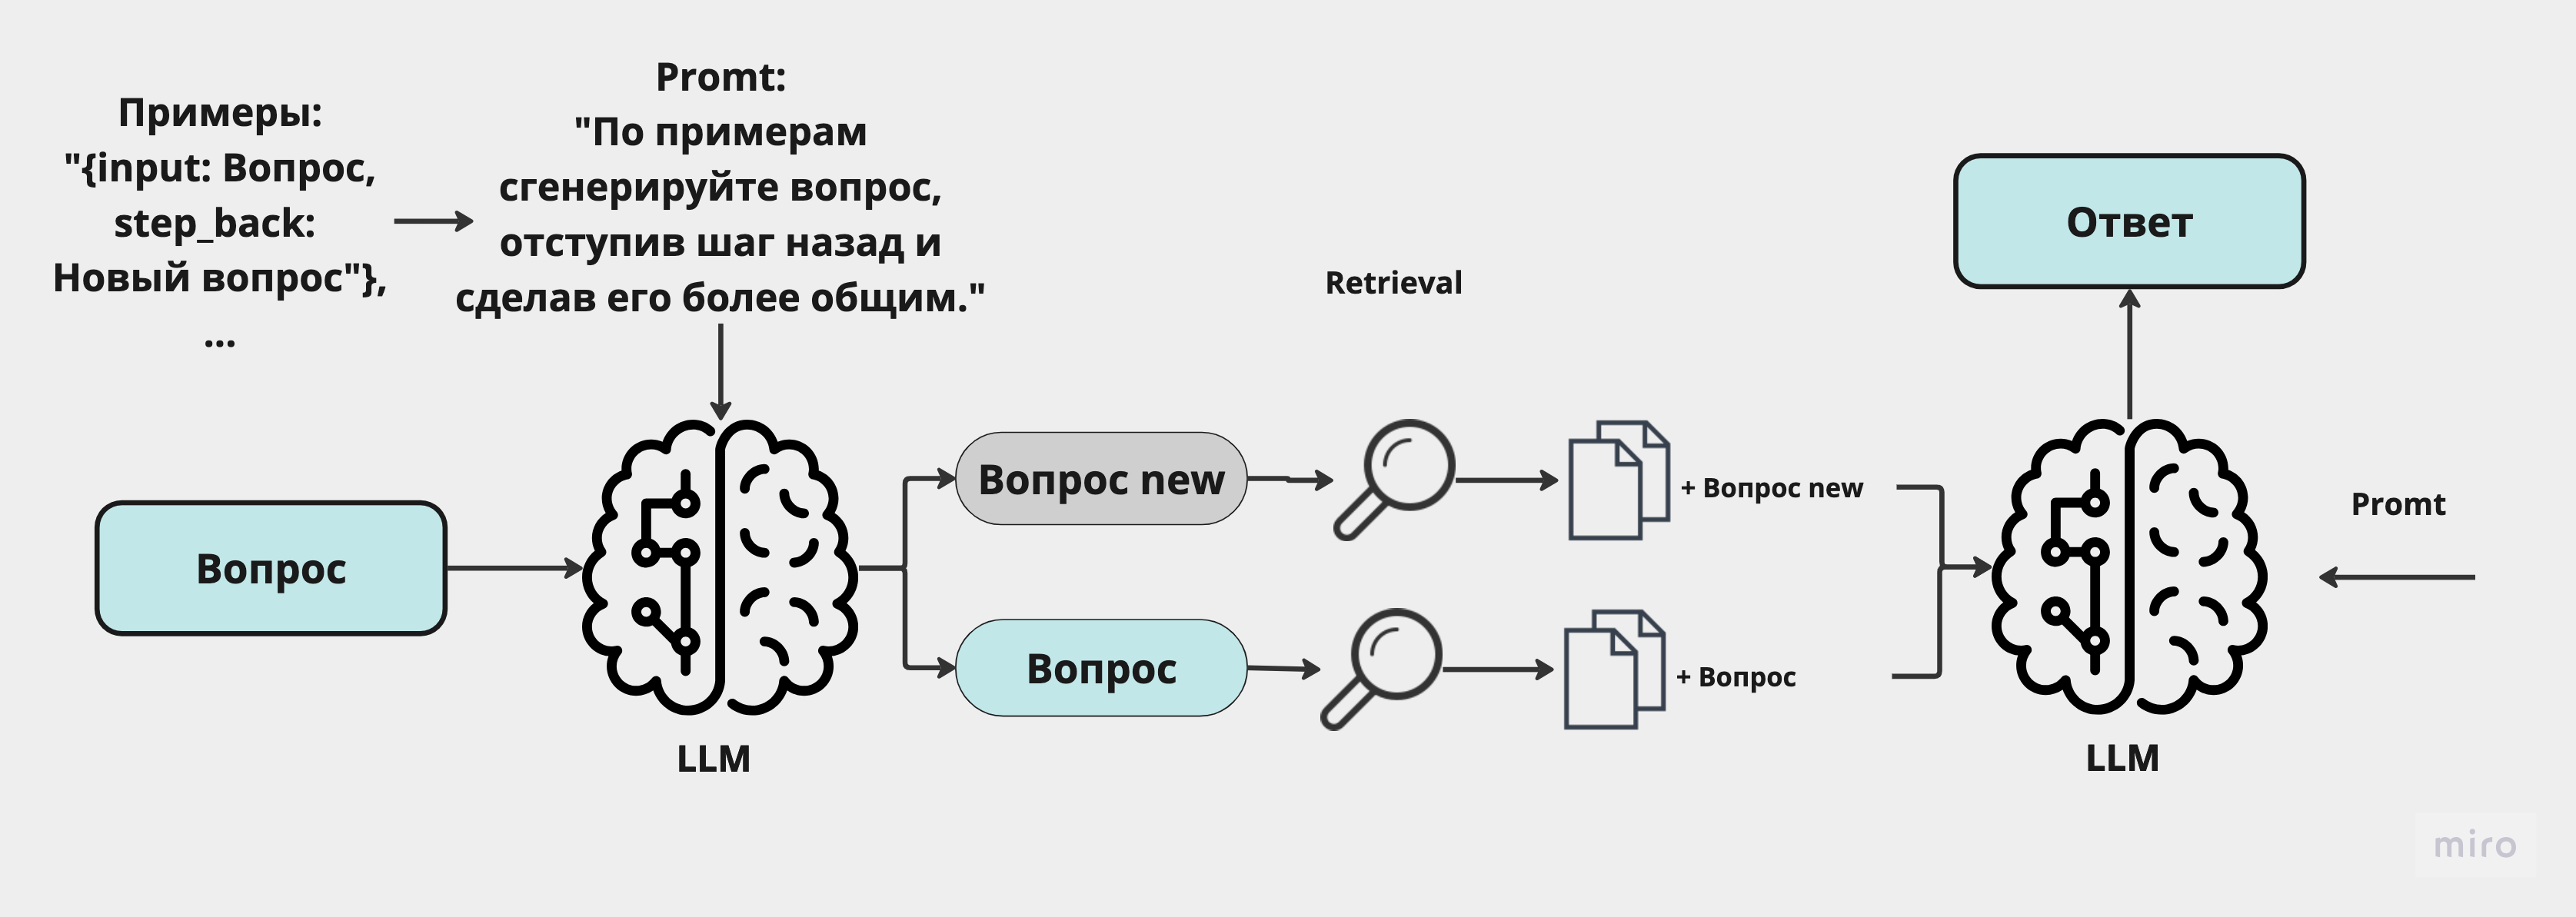 Примеры:
"{input: Вопрос,
step_back:
Новый вопрос"},
...
Promt:
"По примерам
сгенерируйте вопрос,
отступив шаг назад и
сделав его более общим."
Retrieval
Ответ
Вопрос
LLM
Вопрос new
+ Вопрос new
Вопрос
+ Вопрос
LLM
Promt
miro